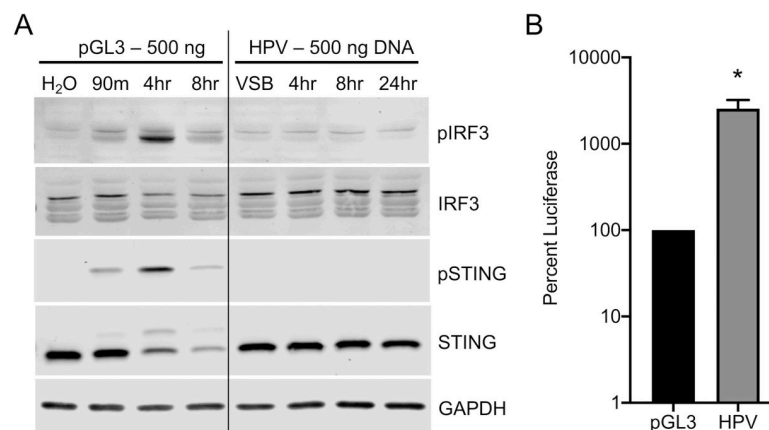 A
pGL3 – 500 ng HPV – 500 ng DNA
H₂O 90m 4hr 8hr VSB 4hr 8hr 24hr
pIRF3
IRF3
pSTING
STING
GAPDH
B
Percent Luciferase
10000
1000
100
10
1
*
pGL3 HPV